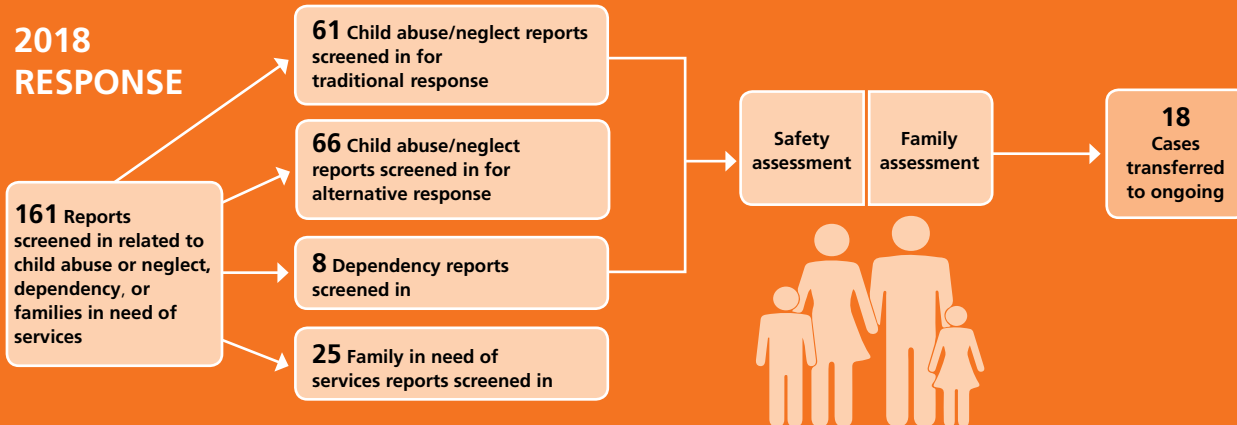 2018
RESPONSE
161 Reports
screened in related to
child abuse or neglect,
dependency, or
families in need of
services
61 Child abuse/neglect reports
screened in for
traditional response
66 Child abuse/neglect
reports screened in for
alternative response
8 Dependency reports
screened in
25 Family in need of
services reports screened in
Safety
assessment
Family
assessment
18
Cases
transferred
to ongoing